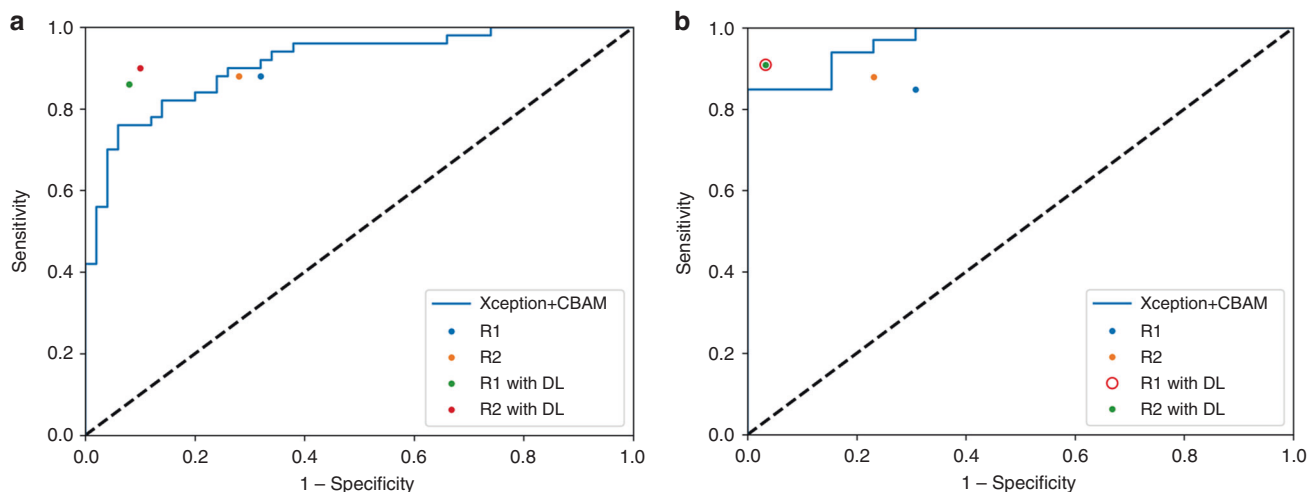 a
1.0
0.8
0.6
0.4
0.2
0.0
Sensitivity
0.0 0.2 0.4 0.6 0.8 1.0
1 – Specificity
Xception+CBAM
R1
R2
R1 with DL
R2 with DL
b
1.0
0.8
0.6
0.4
0.2
0.0
Sensitivity
0.0 0.2 0.4 0.6 0.8 1.0
1 – Specificity
Xception+CBAM
R1
R2
R1 with DL
R2 with DL